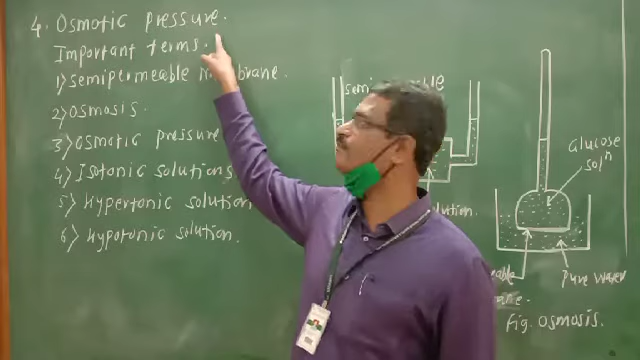 4. Osmotic pressure.
Important terms.
1) Semipermeable membrane.
2) Osmosis.
3) Osmotic pressure
4) Isotonic solutions
5) Hypertonic solution
6) Hypotonic solution.
Glucose
solⁿ
Pure water
Fig. Osmosis.